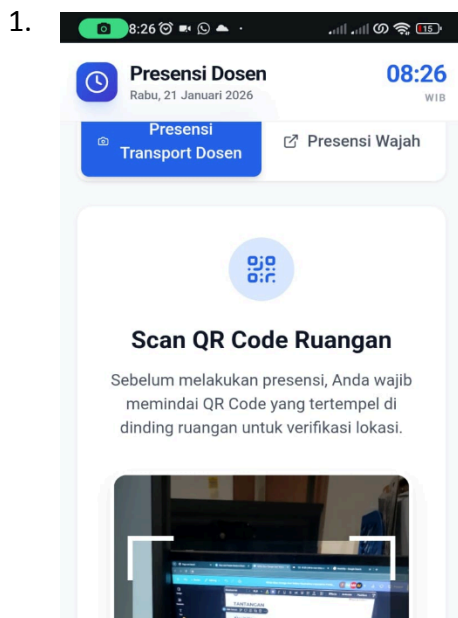 1.
8:26
15
Presensi Dosen
Rabu, 21 Januari 2026
08:26
WIB
Presensi
Transport Dosen
Presensi Wajah
Scan QR Code Ruangan
Sebelum melakukan presensi, Anda wajib
memindai QR Code yang tertempel di
dinding ruangan untuk verifikasi lokasi.
TANTANGAN